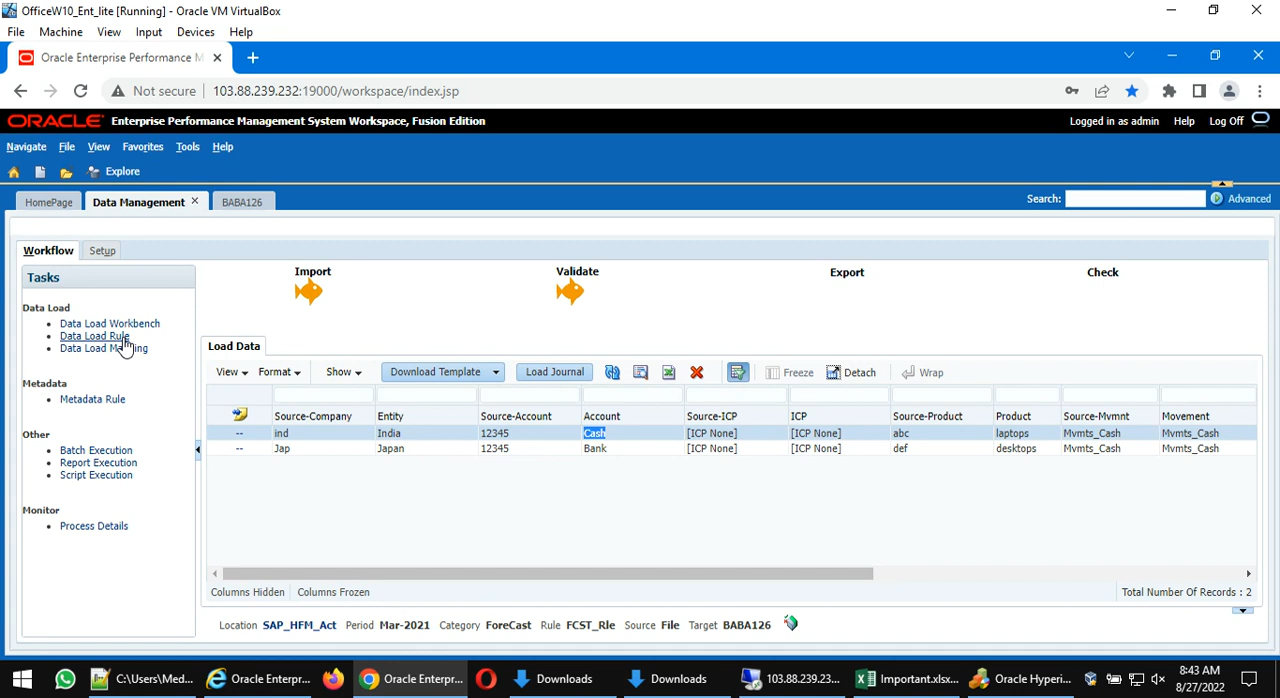 OfficeW10_Ent_lite [Running] - Oracle VM VirtualBox
File Machine View Input Devices Help
Oracle Enterprise Performance M
Not secure 103.88.239.232:19000/workspace/index.jsp
ORACLE Enterprise Performance Management System Workspace, Fusion Edition
Logged in as admin Help Log Off
Navigate File View Favorites Tools Help
Explore
HomePage Data Management BABA126
Search: Advanced
Workflow Setup
Tasks
Data Load
Data Load Workbench
Data Load Rule
Data Load
Metadata
Metadata Rule
Other
Batch Execution
Report Execution
Script Execution
Monitor
Process Details
Import Validate Export Check
Load Data
View Format Show Download Template Load Journal Freeze Detach Wrap
Source-Company Entity Source-Account Account Source-ICP ICP Source-Product Product Source-Mvmnt Movement
-- ind India 12345 Cash [ICP None] [ICP None] abc laptops Mvmts_Cash Mvmts_Cash
-- Jap Japan 12345 Bank [ICP None] [ICP None] def desktops Mvmts_Cash Mvmts_Cash
Columns Hidden Columns Frozen Total Number Of Records : 2
Location SAP_HFM_Act Period Mar-2021 Category ForeCast Rule FCST_Rle Source File Target BABA126
C:\Users\Med... Oracle Enterpr... Oracle Enterpr... Downloads Downloads 103.88.239.23... Important.xlsx... Oracle Hyperi...
8:43 AM
8/27/2022